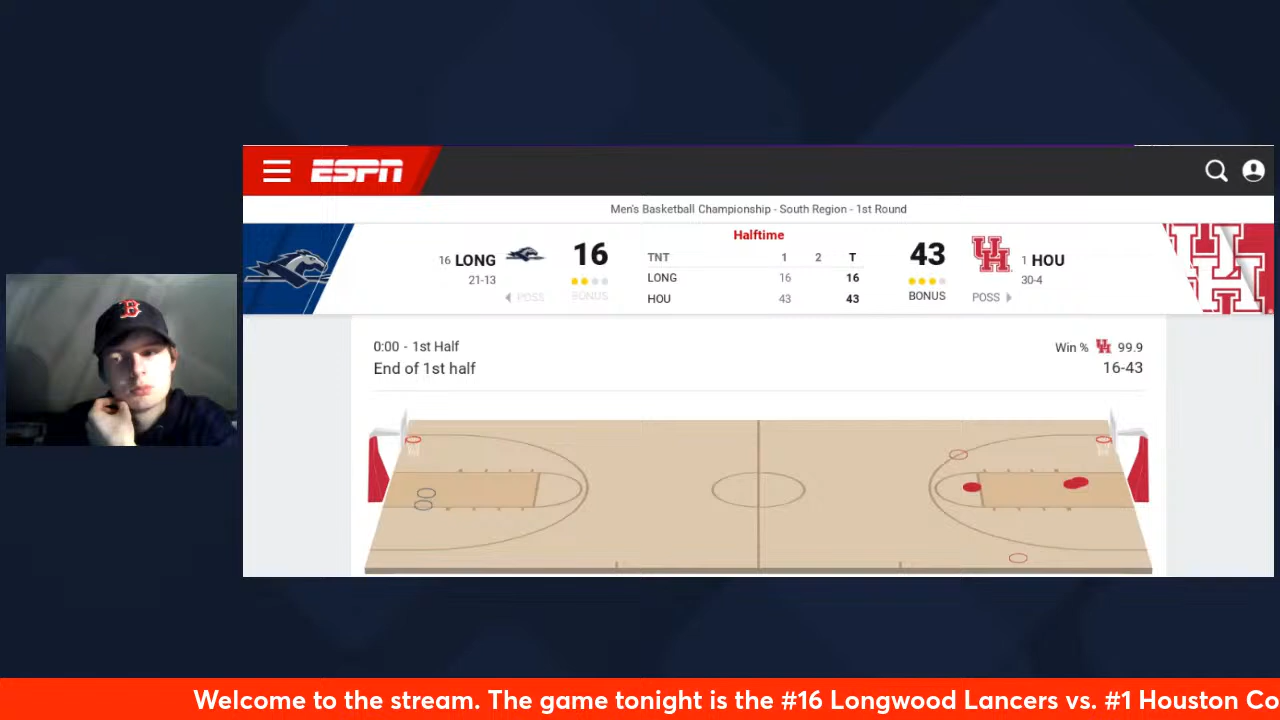 ESPN
Men's Basketball Championship - South Region - 1st Round
16 LONG
21-13
POSS
16
BONUS
Halftime
TNT 1 2 T
LONG 16 16
HOU 43 43
43
BONUS
1 HOU
30-4
POSS
0:00 - 1st Half
End of 1st half
Win % 99.9
16-43
B
Welcome to the stream. The game tonight is the #16 Longwood Lancers vs. #1 Houston Co